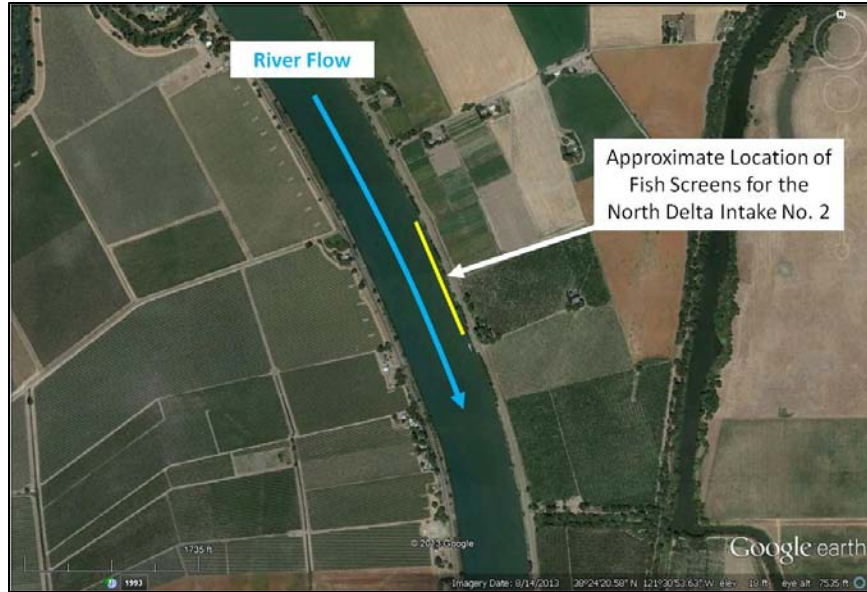 N
River Flow
Approximate Location of
Fish Screens for the
North Delta Intake No. 2
1735 ft
© 2013 Google
Google earth
1993
Imagery Date: 8/14/2013 38°24'20.58" N 121°30'53.63" W elev 18 ft eye alt 7535 ft